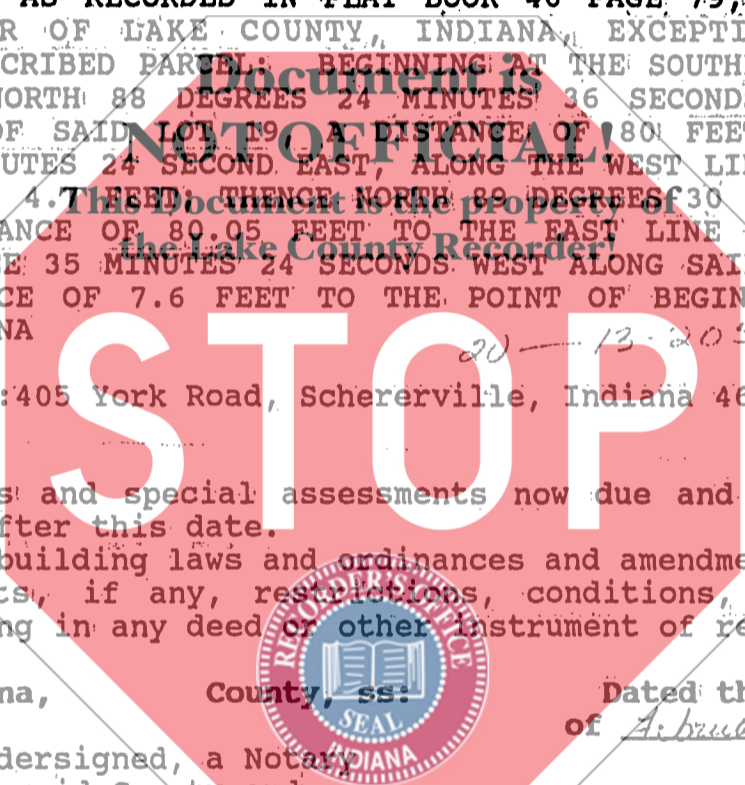 AS RECORDED IN PLAT BOOK 46 PAGE 79,
R OF LAKE COUNTY, INDIANA, EXCEPTI
CRIBED PARCEL: BEGINNING AT THE SOUTH
NORTH 88 DEGREES 24 MINUTES 36 SECOND
OF SAID LOT 19, A DISTANCE OF 80 FEE
UTES 24 SECOND EAST, ALONG THE WEST LI
4. FEED, THENCE NORTH 89 DEGREES 30
ANCE OF 80.05 FEET TO THE EAST LINE
E 35 MINUTES 24 SECONDS WEST ALONG SAI
CE OF 7.6 FEET TO THE POINT OF BEGIN
NA
20 — 13-203
:405 York Road, Schererville, Indiana 46
s and special assessments now due and
fter this date.
building laws and ordinances and amendme
ts, if any, restrictions, conditions,
ng in any deed or other instrument of re
na, County, ss: Dated th
of
dersigned, a Notary
Document is
NOT OFFICIAL!
This Document is the property of
the Lake County Recorder!
STOP
RECORDER'S OFFICE
SEAL
INDIANA